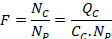 F = N_C / N_P = Q_C / C_C.N_P